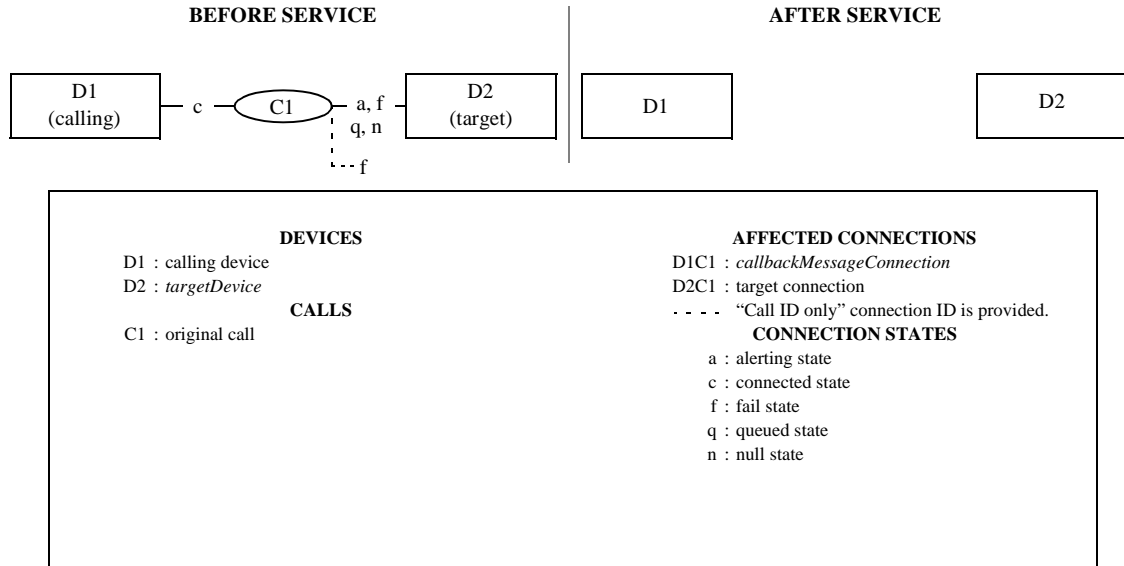 BEFORE SERVICE
AFTER SERVICE
D1
(calling)
c
C1
a, f
q, n
f
D2
(target)
D1
D2
DEVICES
D1 : calling device
D2 : targetDevice
CALLS
C1 : original call
AFFECTED CONNECTIONS
D1C1 : callbackMessageConnection
D2C1 : target connection
- - - - “Call ID only” connection ID is provided.
CONNECTION STATES
a : alerting state
c : connected state
f : fail state
q : queued state
n : null state